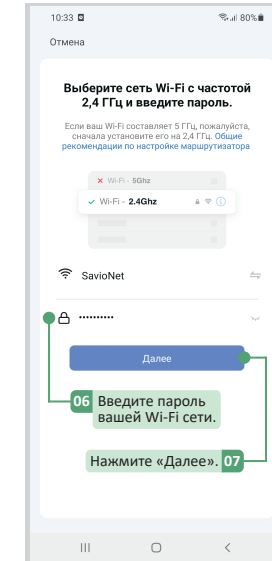 10:33
80%
Отмена
Выберите сеть Wi-Fi с частотой
2,4 ГГц и введите пароль.
Если ваш Wi-Fi составляет 5 ГГц, пожалуйста,
сначала установите его на 2,4 ГГц. Общие
рекомендации по настройке маршрутизатора
Wi-Fi - 5Ghz
Wi-Fi - 2.4Ghz
SavioNet
••••••••••
Далее
06 Введите пароль
вашей Wi-Fi сети.
Нажмите «Далее». 07